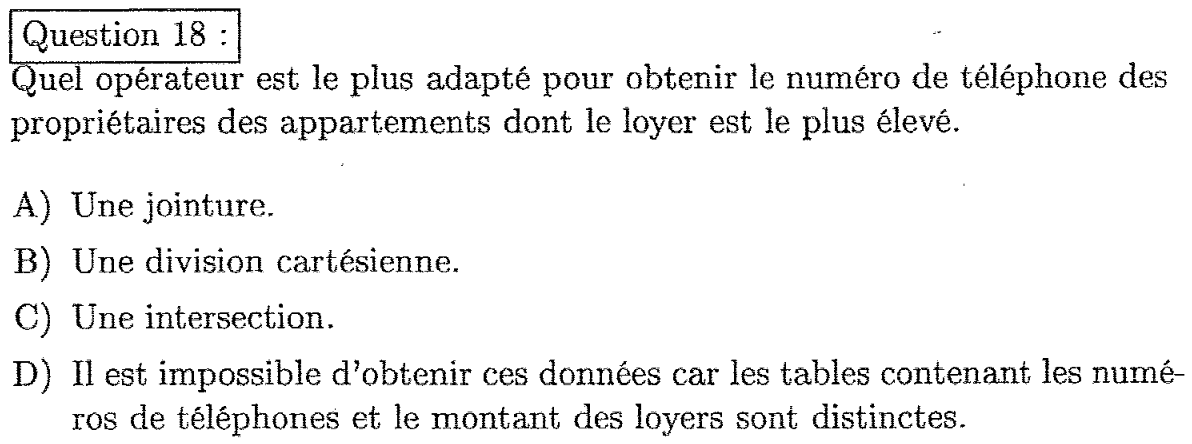 Question 18 :
Quel opérateur est le plus adapté pour obtenir le numéro de téléphone des
propriétaires des appartements dont le loyer est le plus élevé.
A) Une jointure.
B) Une division cartésienne.
C) Une intersection.
D) Il est impossible d'obtenir ces données car les tables contenant les numé-
ros de téléphones et le montant des loyers sont distinctes.